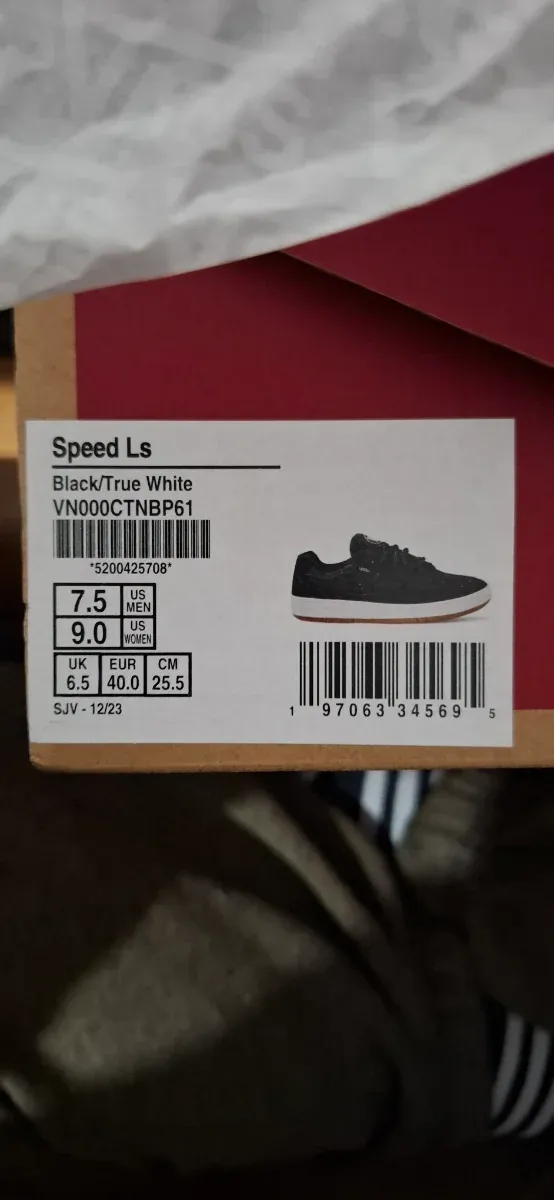 Speed Ls
Black/True White
VN000CTNBP61
*5200425708*
7.5 US MEN
9.0 US WOMEN
UK EUR CM
6.5 40.0 25.5
SJV - 12/23
1 97063 34569 5